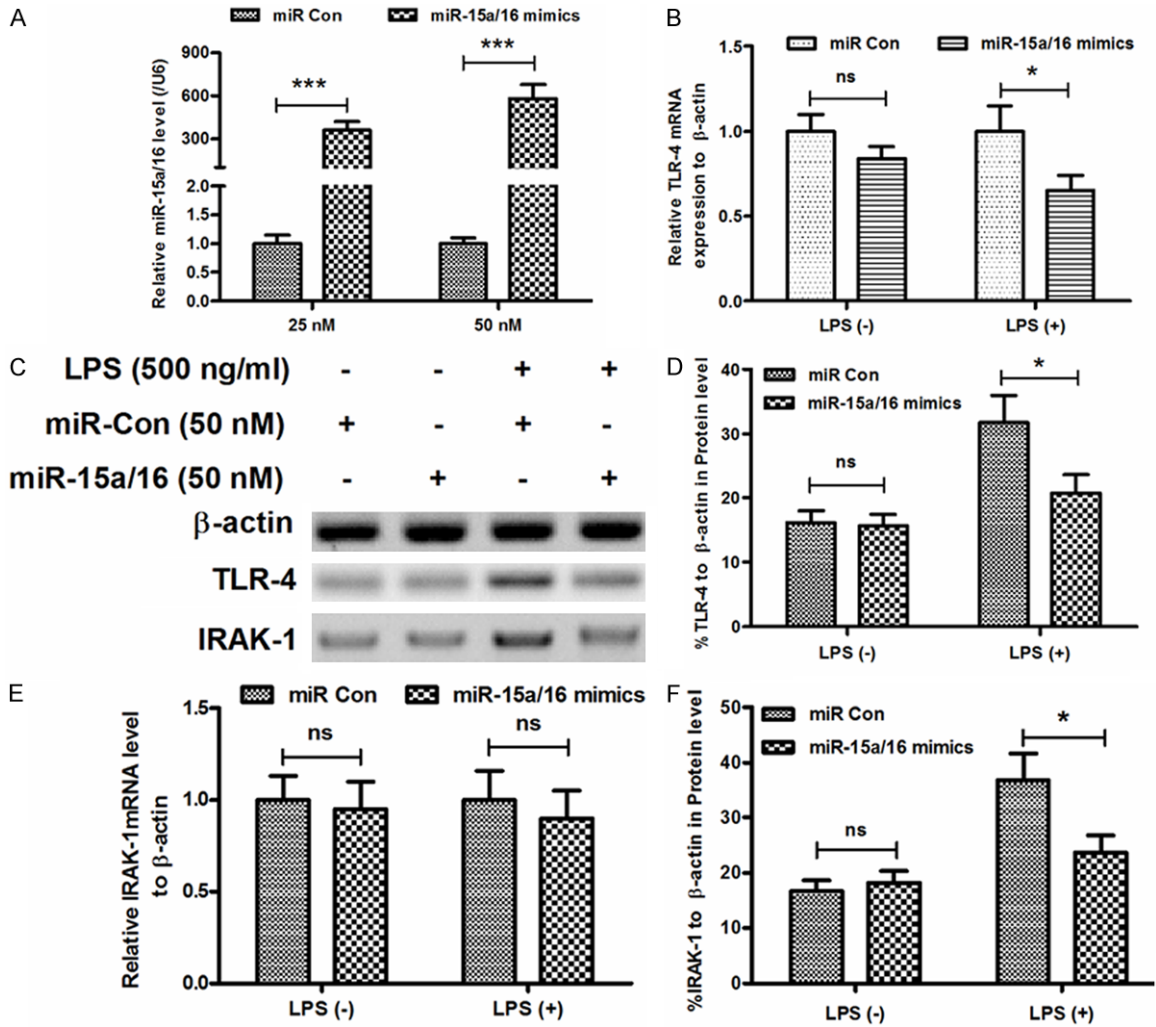 A
miR Con
miR-15a/16 mimics
Relative miR-15a/16 level (/U6)
900
600
300
2.0
1.5
1.0
0.5
0.0
***
***
25 nM
50 nM
B
miR Con
miR-15a/16 mimics
Relative TLR-4 mRNA
expression to β-actin
1.5
1.0
0.5
0.0
ns
*
LPS (-)
LPS (+)
C
LPS (500 ng/ml) - - + +
miR-Con (50 nM) + - + -
miR-15a/16 (50 nM) - + - +
β-actin
TLR-4
IRAK-1
D
miR Con
miR-15a/16 mimics
% TLR-4 to β-actin in Protein level
40
30
20
10
0
ns
*
LPS (-)
LPS (+)
E
miR Con
miR-15a/16 mimics
Relative IRAK-1mRNA level
to β-actin
1.5
1.0
0.5
0.0
ns
ns
LPS (-)
LPS (+)
F
miR Con
miR-15a/16 mimics
%IRAK-1 to β-actin in Protein level
50
40
30
20
10
0
ns
*
LPS (-)
LPS (+)